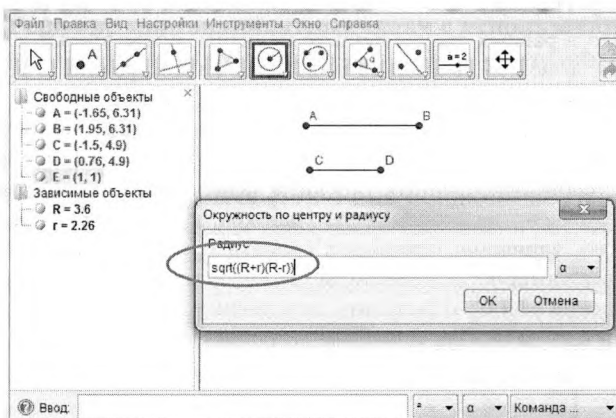 Файл Правка Вид Настройки Инструменты Окно Справка
A
α
a=2
Свободные объекты
A = (-1.65, 6.31)
B = (1.95, 6.31)
C = (-1.5, 4.9)
D = (0.76, 4.9)
E = (1, 1)
Зависимые объекты
R = 3.6
r = 2.26
A B
C D
Окружность по центру и радиусу
Радиус
sqrt((R+r)(R-r))
α
OK Отмена
Ввод:
α Команда ...